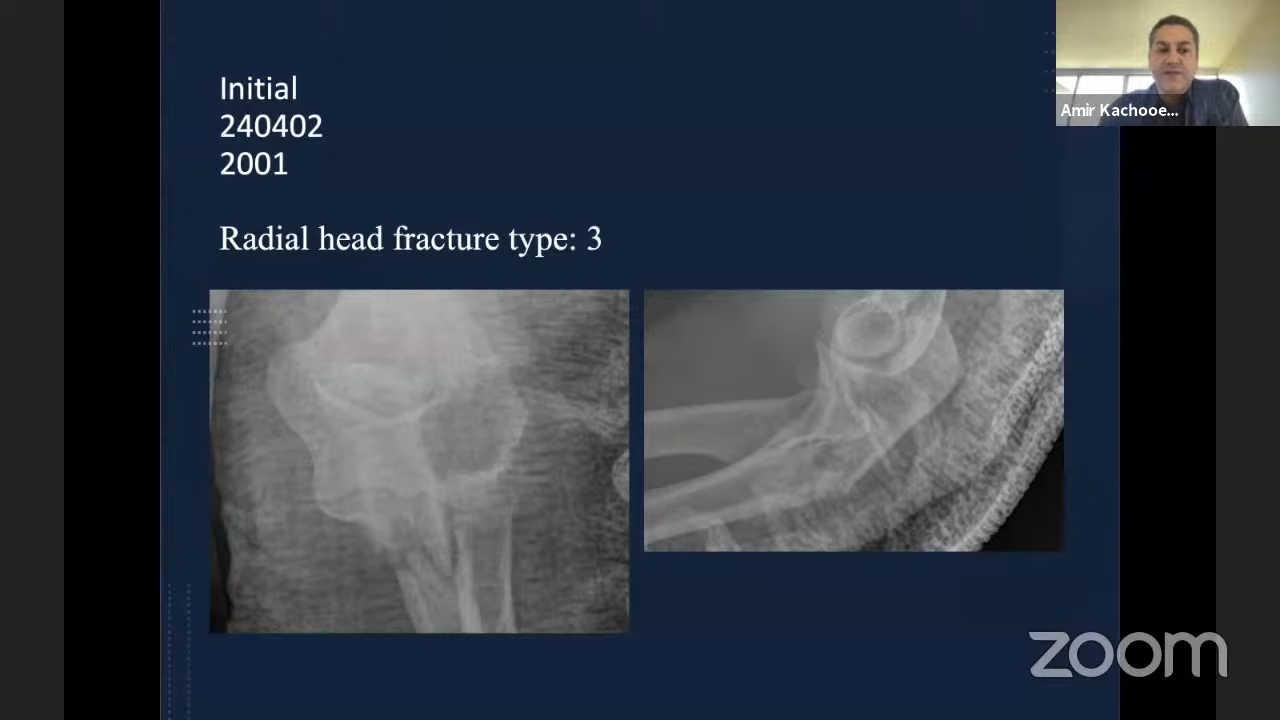 Initial
240402
2001
Radial head fracture type: 3
Amir Kachooe...
zoom